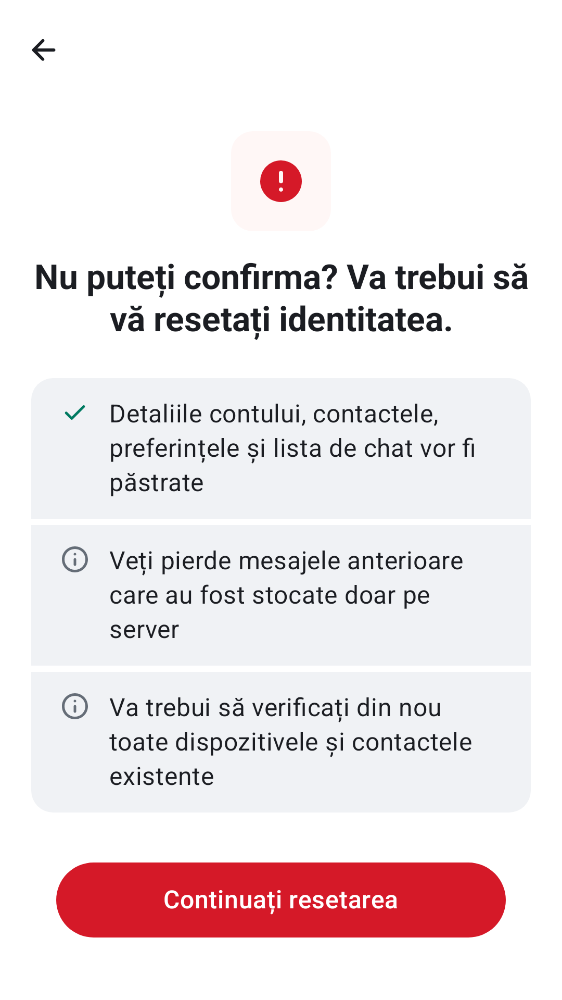 Nu puteți confirma? Va trebui să
vă resetați identitatea.
Detaliile contului, contactele,
preferințele și lista de chat vor fi
păstrate
Veți pierde mesajele anterioare
care au fost stocate doar pe
server
Va trebui să verificați din nou
toate dispozitivele și contactele
existente
Continuați resetarea